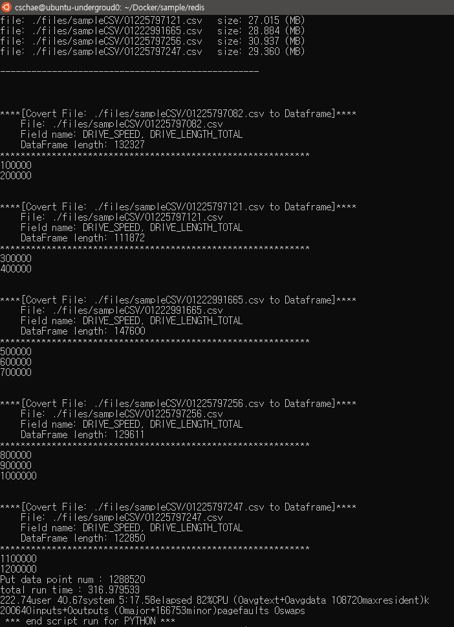 cschae@ubuntu-underground0: ~/Docker/sample/redis
file: ./files/sampleCSV/01225797121.csv size: 27.015 (MB)
file: ./files/sampleCSV/01222991665.csv size: 28.884 (MB)
file: ./files/sampleCSV/01225797256.csv size: 30.937 (MB)
file: ./files/sampleCSV/01225797247.csv size: 29.360 (MB)
--------------------------------------------------
****[Covert File: ./files/sampleCSV/01225797082.csv to Dataframe]****
File: ./files/sampleCSV/01225797082.csv
Field name: DRIVE_SPEED, DRIVE_LENGTH_TOTAL
DataFrame length: 132327
************************************************************
100000
200000
****[Covert File: ./files/sampleCSV/01225797121.csv to Dataframe]****
File: ./files/sampleCSV/01225797121.csv
Field name: DRIVE_SPEED, DRIVE_LENGTH_TOTAL
DataFrame length: 111872
************************************************************
300000
400000
****[Covert File: ./files/sampleCSV/01222991665.csv to Dataframe]****
File: ./files/sampleCSV/01222991665.csv
Field name: DRIVE_SPEED, DRIVE_LENGTH_TOTAL
DataFrame length: 147600
************************************************************
500000
600000
700000
****[Covert File: ./files/sampleCSV/01225797256.csv to Dataframe]****
File: ./files/sampleCSV/01225797256.csv
Field name: DRIVE_SPEED, DRIVE_LENGTH_TOTAL
DataFrame length: 129611
************************************************************
800000
900000
1000000
****[Covert File: ./files/sampleCSV/01225797247.csv to Dataframe]****
File: ./files/sampleCSV/01225797247.csv
Field name: DRIVE_SPEED, DRIVE_LENGTH_TOTAL
DataFrame length: 122850
************************************************************
1100000
1200000
Put data point num : 1288520
total run time : 316.979539
222.74user 40.67system 5:17.58elapsed 82%CPU (0avgtext+0avgdata 108720maxresident)k
200640inputs+0outputs (0major+166753minor)pagefaults 0swaps
*** end script run for PYTHON ***